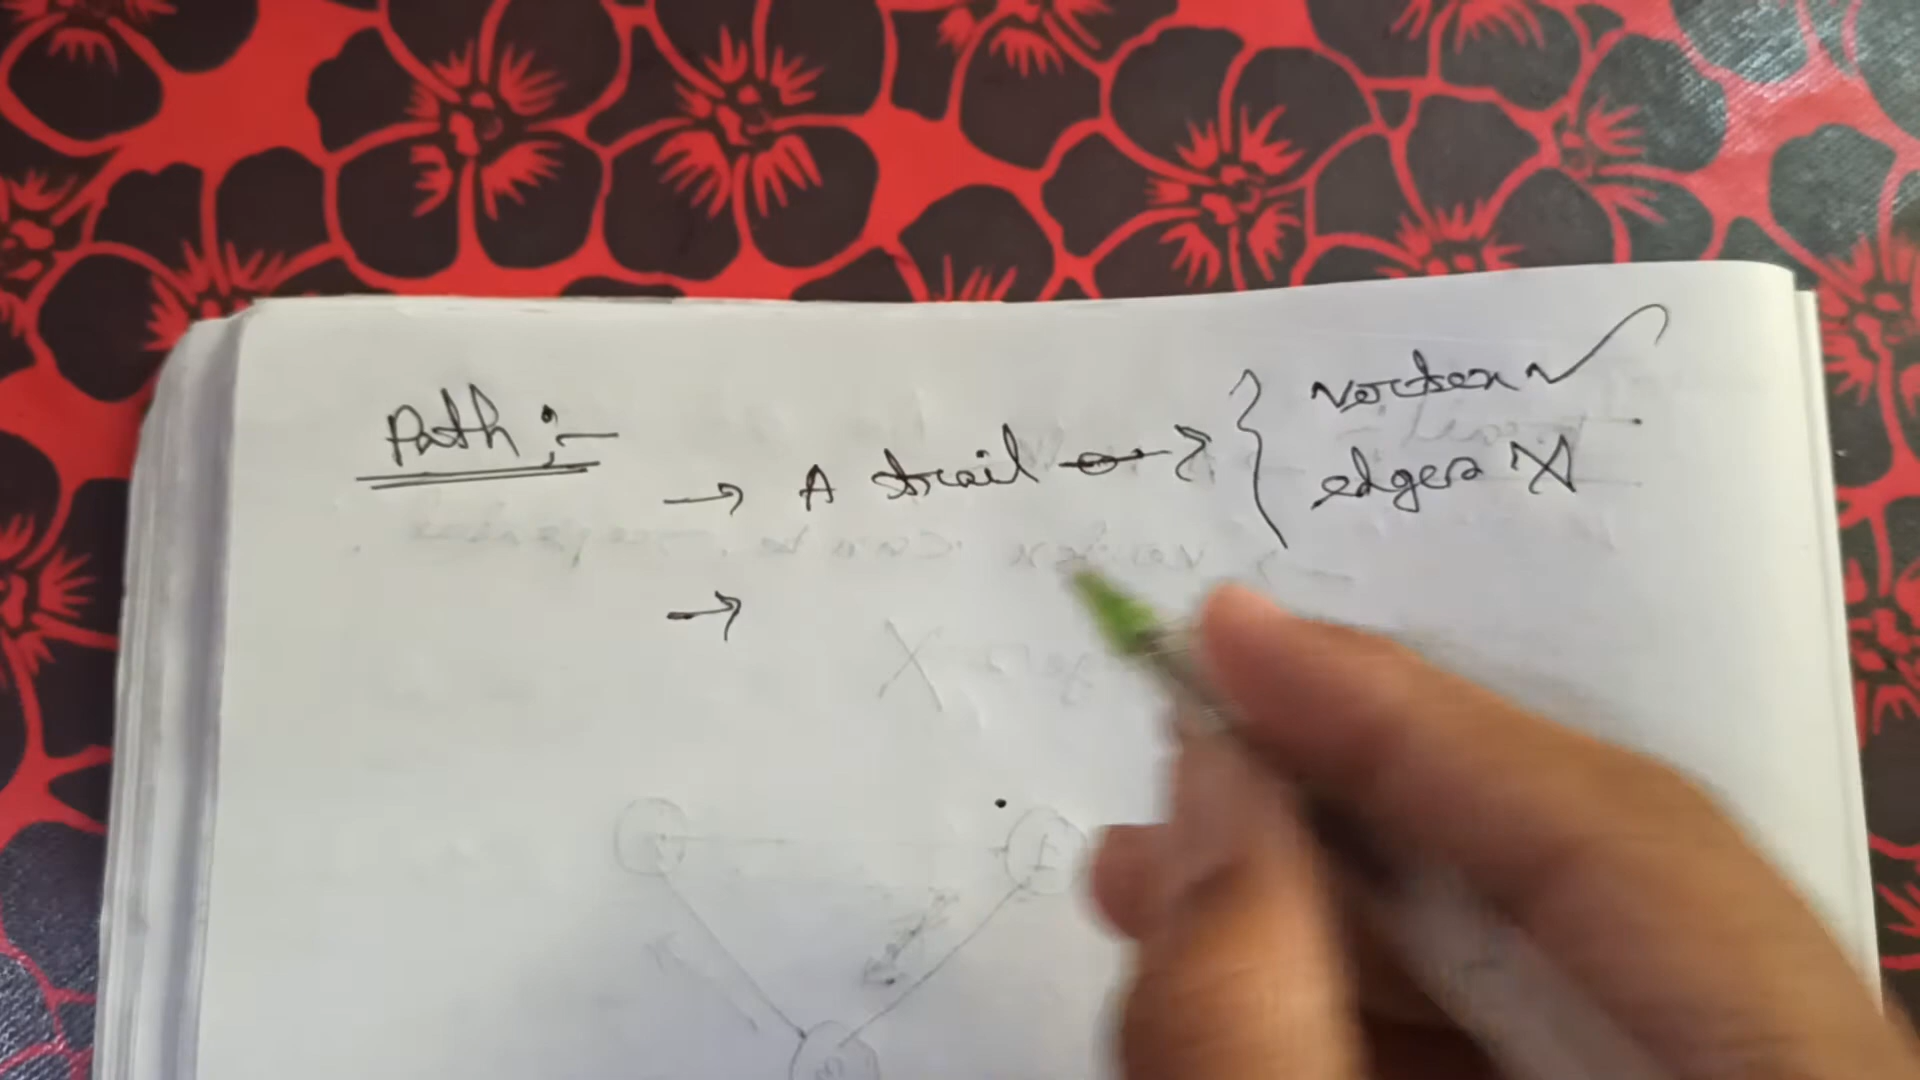 Path :-
→ A trail → { vertex ✓
edges X
→